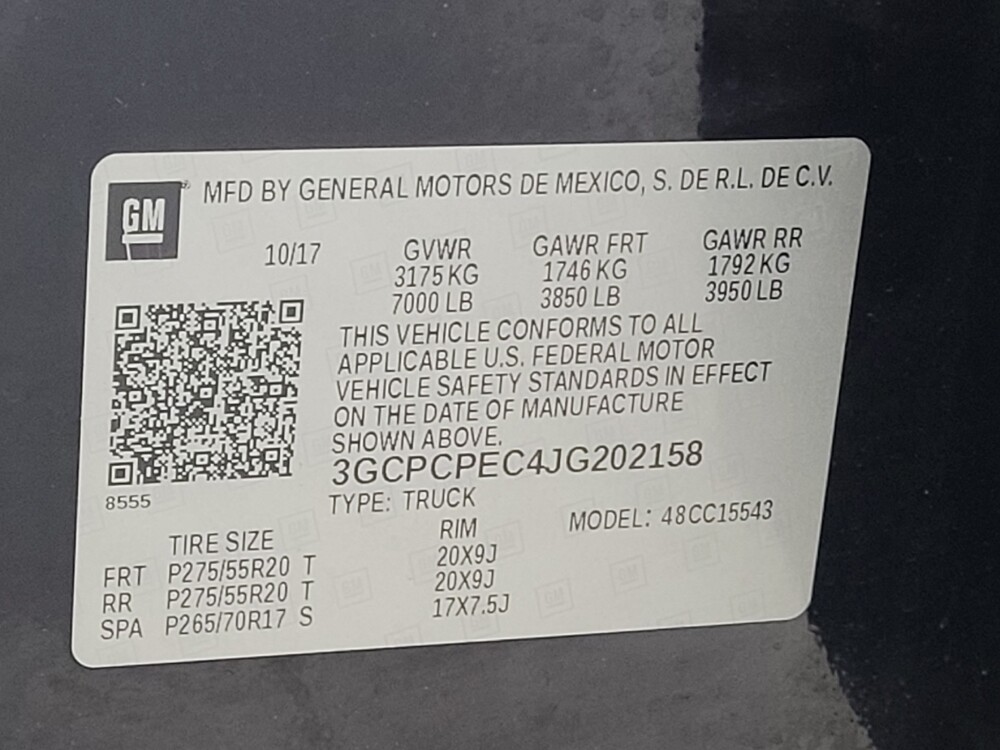 GM MFD BY GENERAL MOTORS DE MEXICO, S. DE R.L. DE C.V.
10/17 GVWR GAWR FRT GAWR RR
3175 KG 1746 KG 1792 KG
7000 LB 3850 LB 3950 LB
THIS VEHICLE CONFORMS TO ALL
APPLICABLE U.S. FEDERAL MOTOR
VEHICLE SAFETY STANDARDS IN EFFECT
ON THE DATE OF MANUFACTURE
SHOWN ABOVE.
3GCPCPEC4JG202158
8555
TYPE: TRUCK MODEL: 48CC15543
TIRE SIZE RIM
FRT P275/55R20 T 20X9J
RR P275/55R20 T 20X9J
SPA P265/70R17 S 17X7.5J